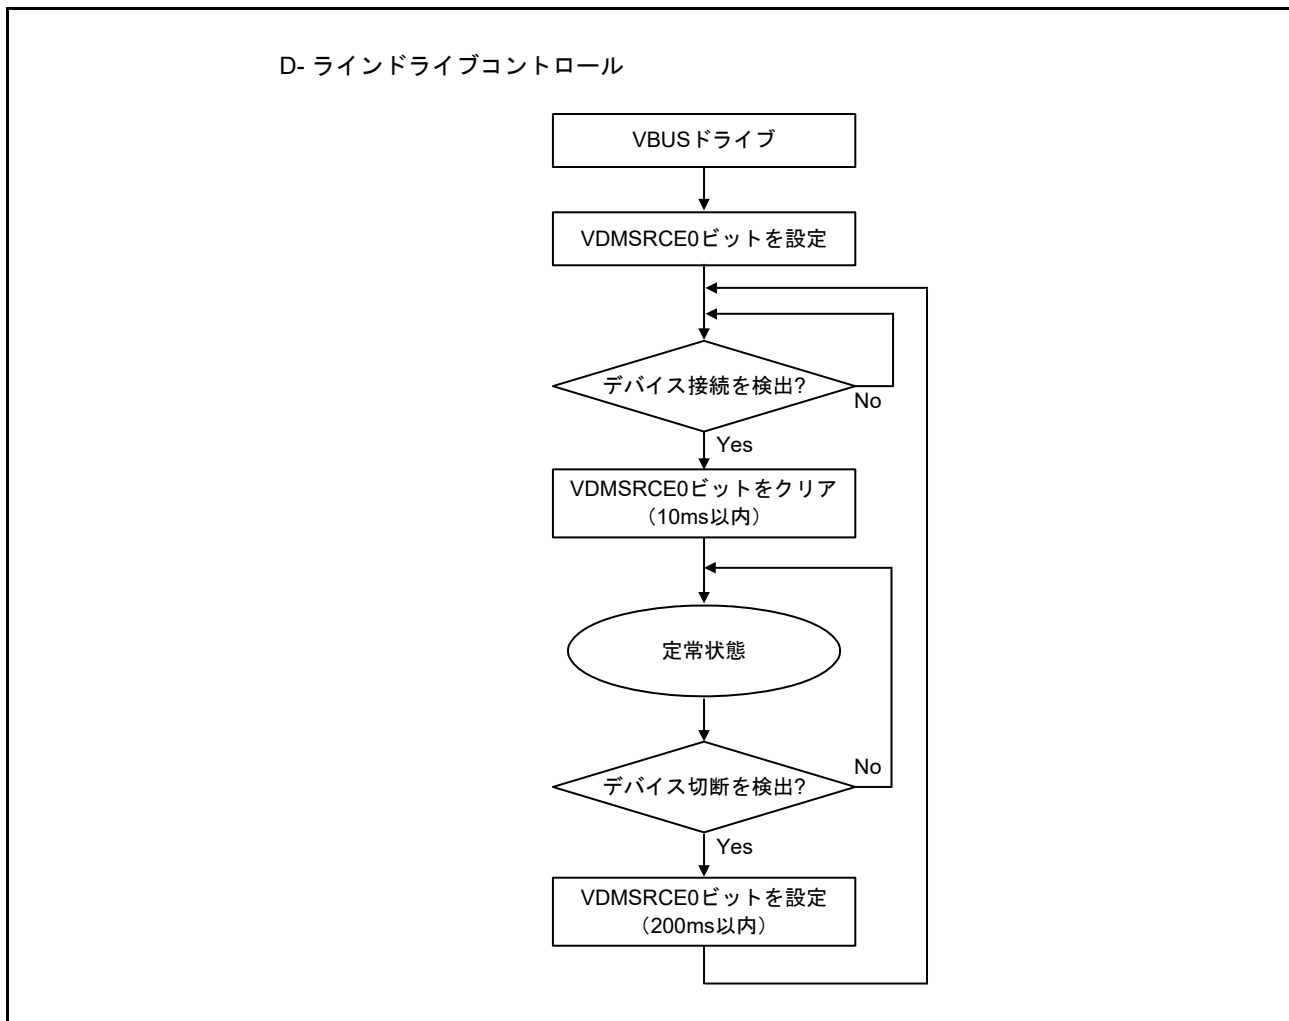 D- ラインドライブコントロール
VBUSドライブ
VDMSRCE0ビットを設定
デバイス接続を検出?
No
Yes
VDMSRCE0ビットをクリア
（10ms以内）
定常状態
デバイス切断を検出?
No
Yes
VDMSRCE0ビットを設定
（200ms以内）